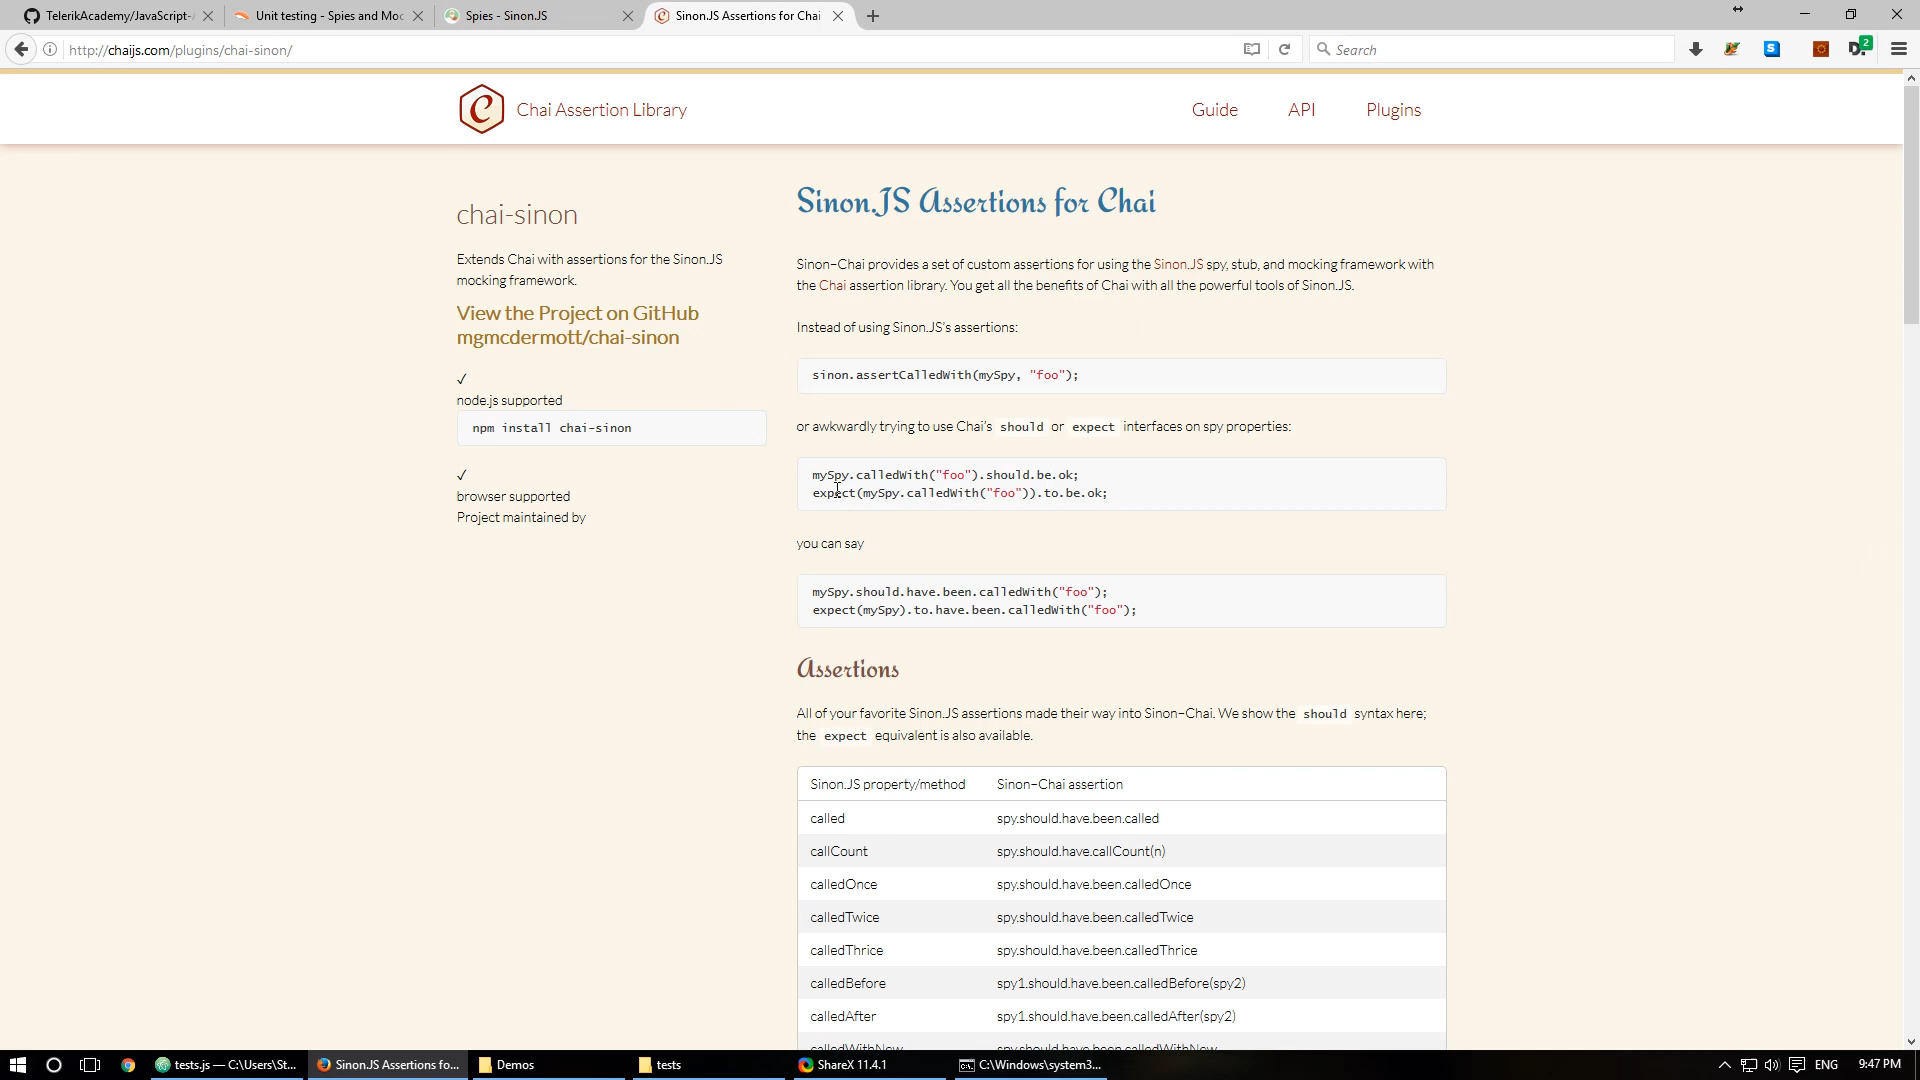 TelerikAcademy/JavaScript-
Unit testing - Spies and Moc
Spies - Sinon.JS
Sinon.JS Assertions for Chai
http://chaijs.com/plugins/chai-sinon/
Search
2
Chai Assertion Library
Guide
API
Plugins
chai-sinon
Extends Chai with assertions for the Sinon.JS
mocking framework.
View the Project on GitHub
mgmcdermott/chai-sinon
✓
node.js supported
npm install chai-sinon
✓
browser supported
Project maintained by
Sinon.JS Assertions for Chai
Sinon–Chai provides a set of custom assertions for using the Sinon.JS spy, stub, and mocking framework with
the Chai assertion library. You get all the benefits of Chai with all the powerful tools of Sinon.JS.
Instead of using Sinon.JS’s assertions:
sinon.assertCalledWith(mySpy, "foo");
or awkwardly trying to use Chai’s should or expect interfaces on spy properties:
mySpy.calledWith("foo").should.be.ok;
expect(mySpy.calledWith("foo")).to.be.ok;
you can say
mySpy.should.have.been.calledWith("foo");
expect(mySpy).to.have.been.calledWith("foo");
Assertions
All of your favorite Sinon.JS assertions made their way into Sinon–Chai. We show the should syntax here;
the expect equivalent is also available.
Sinon.JS property/method Sinon–Chai assertion
called spy.should.have.been.called
callCount spy.should.have.callCount(n)
calledOnce spy.should.have.been.calledOnce
calledTwice spy.should.have.been.calledTwice
calledThrice spy.should.have.been.calledThrice
calledBefore spy1.should.have.been.calledBefore(spy2)
calledAfter spy1.should.have.been.calledAfter(spy2)
calledWithNew spy.should.have.been.calledWithNew
tests.js — C:\Users\St...
Sinon.JS Assertions fo...
Demos
tests
ShareX 11.4.1
C:\Windows\system3...
ENG
9:47 PM